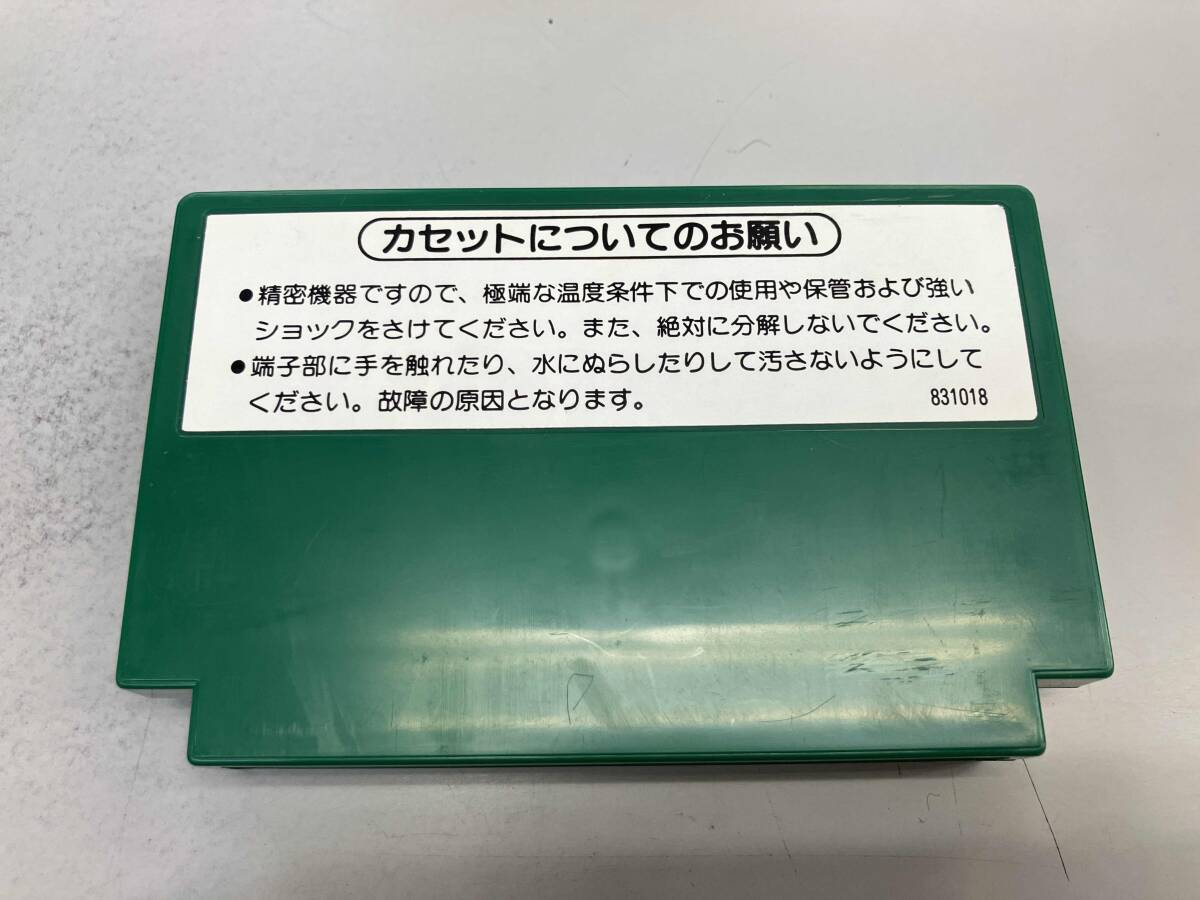 カセットについてのお願い
●精密機器ですので、極端な温度条件下での使用や保管および強い
ショックをさけてください。また、絶対に分解しないでください。
●端子部に手を触れたり、水にぬらしたりして汚さないようにして
ください。故障の原因となります。 831018